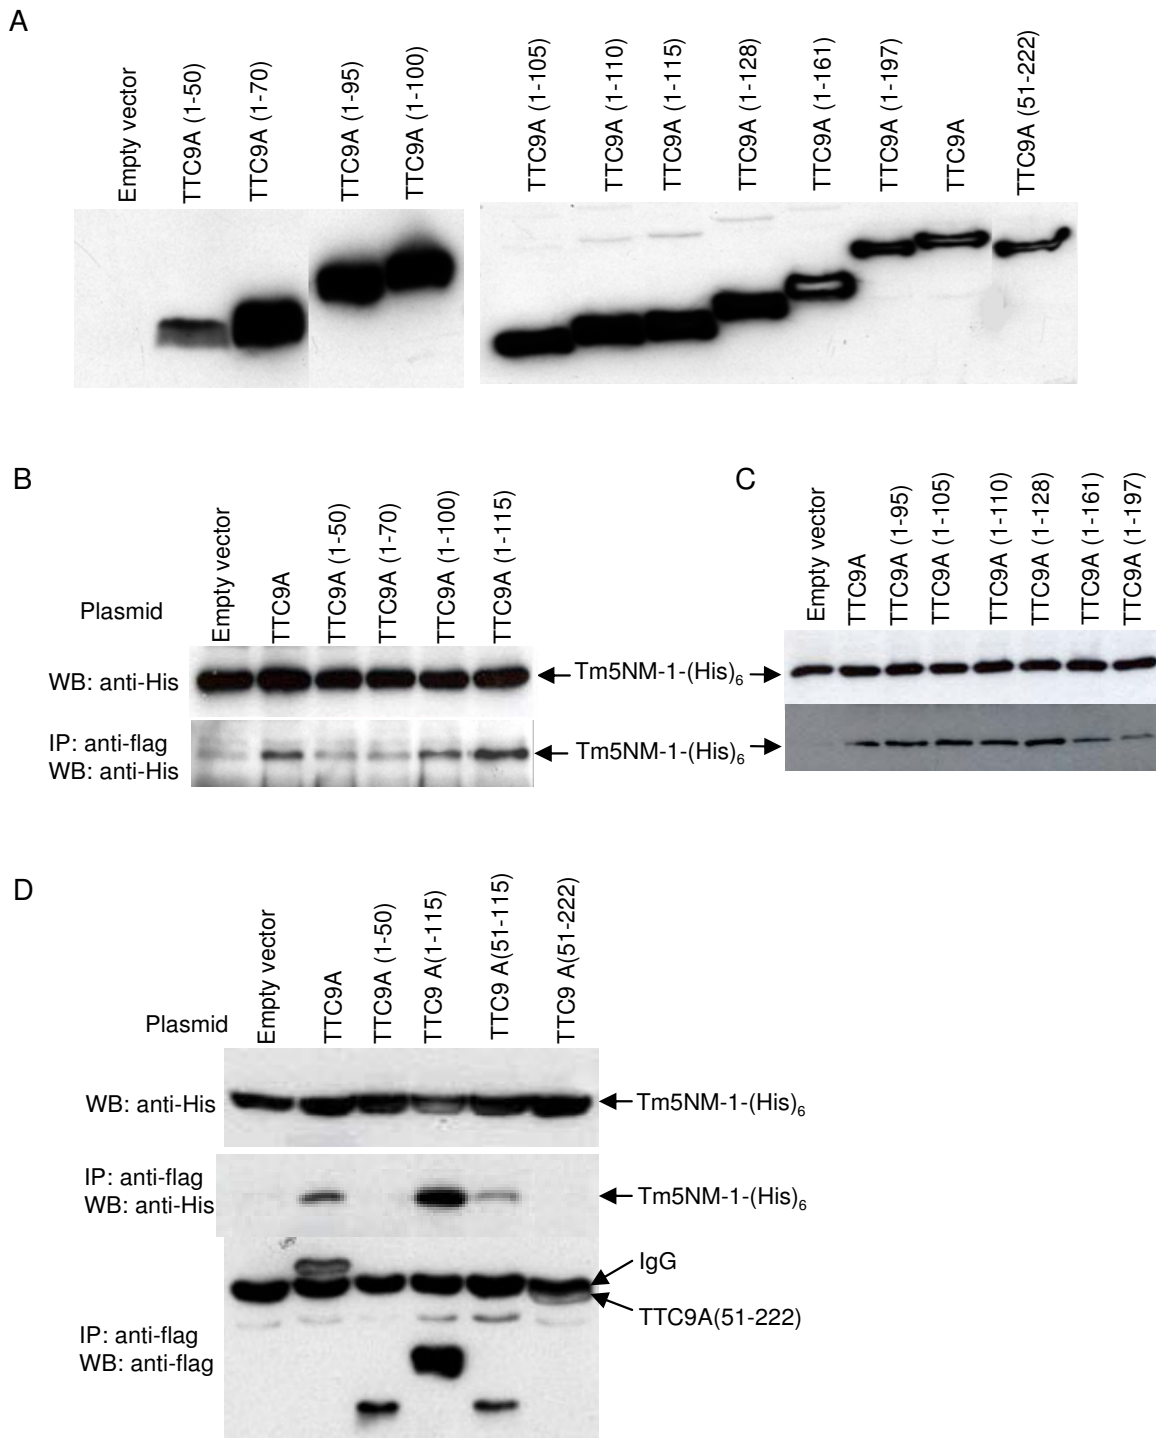 A
Empty vector
TTC9A (1-50)
TTC9A (1-70)
TTC9A (1-95)
TTC9A (1-100)
TTC9A (1-105)
TTC9A (1-110)
TTC9A (1-115)
TTC9A (1-128)
TTC9A (1-161)
TTC9A (1-197)
TTC9A
TTC9A (51-222)
B
Plasmid
Empty vector
TTC9A
TTC9A (1-50)
TTC9A (1-70)
TTC9A (1-100)
TTC9A (1-115)
WB: anti-His
Tm5NM-1-(His)₆
IP: anti-flag
WB: anti-His
Tm5NM-1-(His)₆
C
Empty vector
TTC9A
TTC9A (1-95)
TTC9A (1-105)
TTC9A (1-110)
TTC9A (1-128)
TTC9A (1-161)
TTC9A (1-197)
D
Plasmid
Empty vector
TTC9A
TTC9A (1-50)
TTC9 A(1-115)
TTC9 A(51-115)
TTC9 A(51-222)
WB: anti-His
Tm5NM-1-(His)₆
IP: anti-flag
WB: anti-His
Tm5NM-1-(His)₆
IgG
TTC9A(51-222)
IP: anti-flag
WB: anti-flag